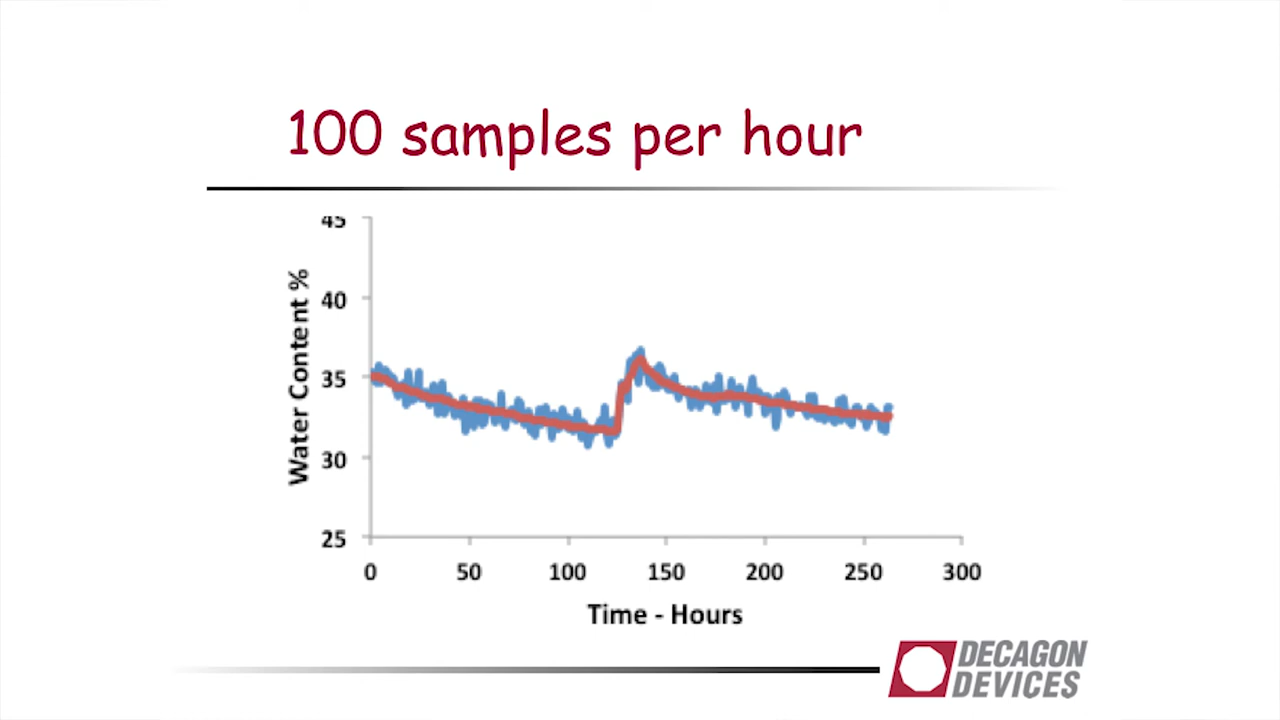 100 samples per hour
45
40
35
30
25
Water Content %
0 50 100 150 200 250 300
Time - Hours
DECAGON
DEVICES